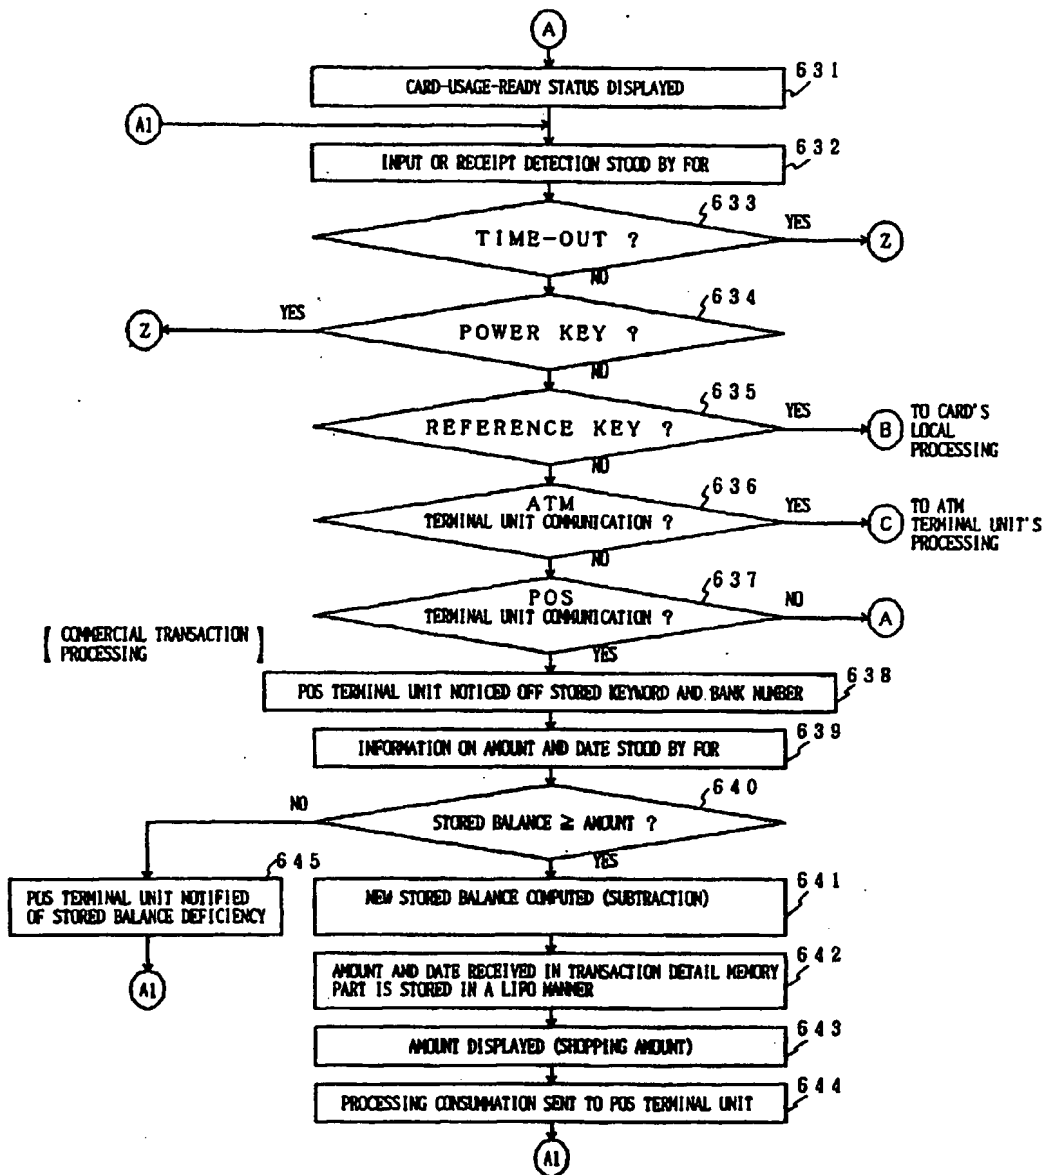 A
631
CARD-USAGE-READY STATUS DISPLAYED
A1
632
INPUT OR RECEIPT DETECTION STOOD BY FOR
633
TIME-OUT ?
YES
Z
NO
634
YES
Z
POWER KEY ?
NO
635
REFERENCE KEY ?
YES
B
TO CARD'S
LOCAL
PROCESSING
NO
636
ATM
TERMINAL UNIT COMMUNICATION ?
YES
C
TO ATM
TERMINAL UNIT'S
PROCESSING
NO
637
POS
TERMINAL UNIT COMMUNICATION ?
NO
A
[ COMMERCIAL TRANSACTION
PROCESSING ]
YES
638
POS TERMINAL UNIT NOTICED OFF STORED KEYWORD AND BANK NUMBER
639
INFORMATION ON AMOUNT AND DATE STOOD BY FOR
640
NO
STORED BALANCE ≧ AMOUNT ?
YES
645
POS TERMINAL UNIT NOTIFIED
OF STORED BALANCE DEFICIENCY
A1
641
NEW STORED BALANCE COMPUTED (SUBTRACTION)
642
AMOUNT AND DATE RECEIVED IN TRANSACTION DETAIL MEMORY
PART IS STORED IN A LIFO MANNER
643
AMOUNT DISPLAYED (SHOPPING AMOUNT)
644
PROCESSING CONSUMMATION SENT TO POS TERMINAL UNIT
A1